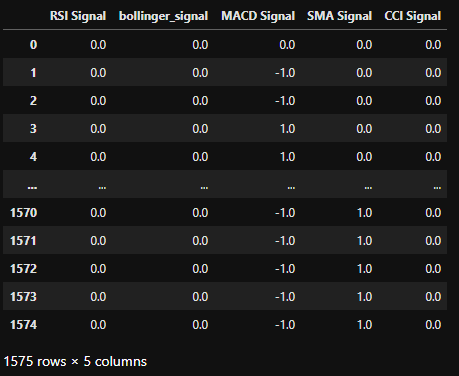 RSI Signal bollinger_signal MACD Signal SMA Signal CCI Signal
0 0.0 0.0 0.0 0.0 0.0
1 0.0 0.0 -1.0 0.0 0.0
2 0.0 0.0 -1.0 0.0 0.0
3 0.0 0.0 1.0 0.0 0.0
4 0.0 0.0 1.0 0.0 0.0
... ... ... ... ... ...
1570 0.0 0.0 -1.0 1.0 0.0
1571 0.0 0.0 -1.0 1.0 0.0
1572 0.0 0.0 -1.0 1.0 0.0
1573 0.0 0.0 -1.0 1.0 0.0
1574 0.0 0.0 -1.0 1.0 0.0
1575 rows × 5 columns